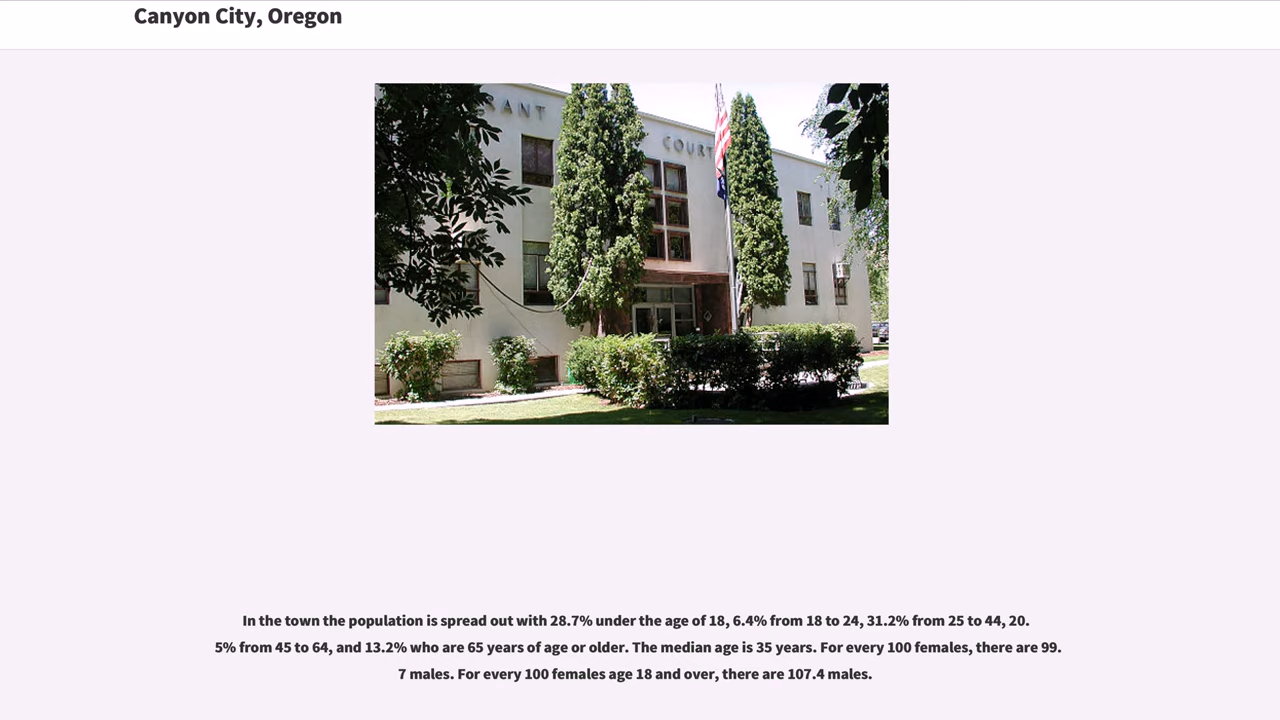 Canyon City, Oregon
RANT
COURT
In the town the population is spread out with 28.7% under the age of 18, 6.4% from 18 to 24, 31.2% from 25 to 44, 20.
5% from 45 to 64, and 13.2% who are 65 years of age or older. The median age is 35 years. For every 100 females, there are 99.
7 males. For every 100 females age 18 and over, there are 107.4 males.